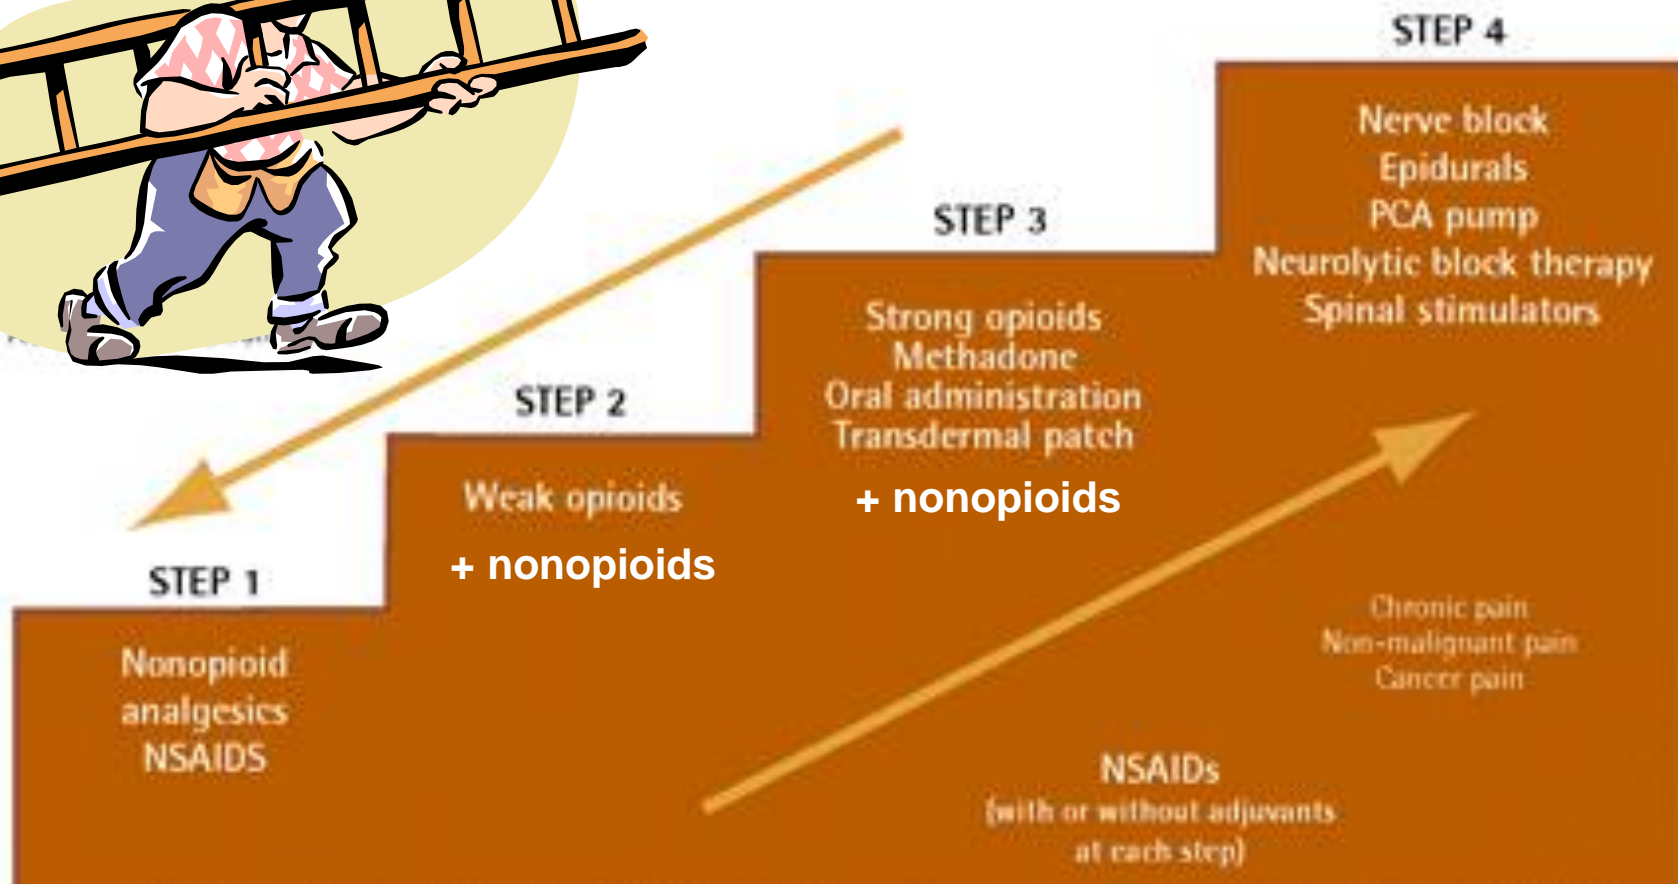 STEP 1
Nonopioid
analgesics
NSAIDS
STEP 2
Weak opioids
+ nonopioids
STEP 3
Strong opioids
Methadone
Oral administration
Transdermal patch
+ nonopioids
STEP 4
Nerve block
Epidurals
PCA pump
Neurolytic block therapy
Spinal stimulators
Chronic pain
Non-malignant pain
Cancer pain
NSAIDs
(with or without adjuvants
at each step)